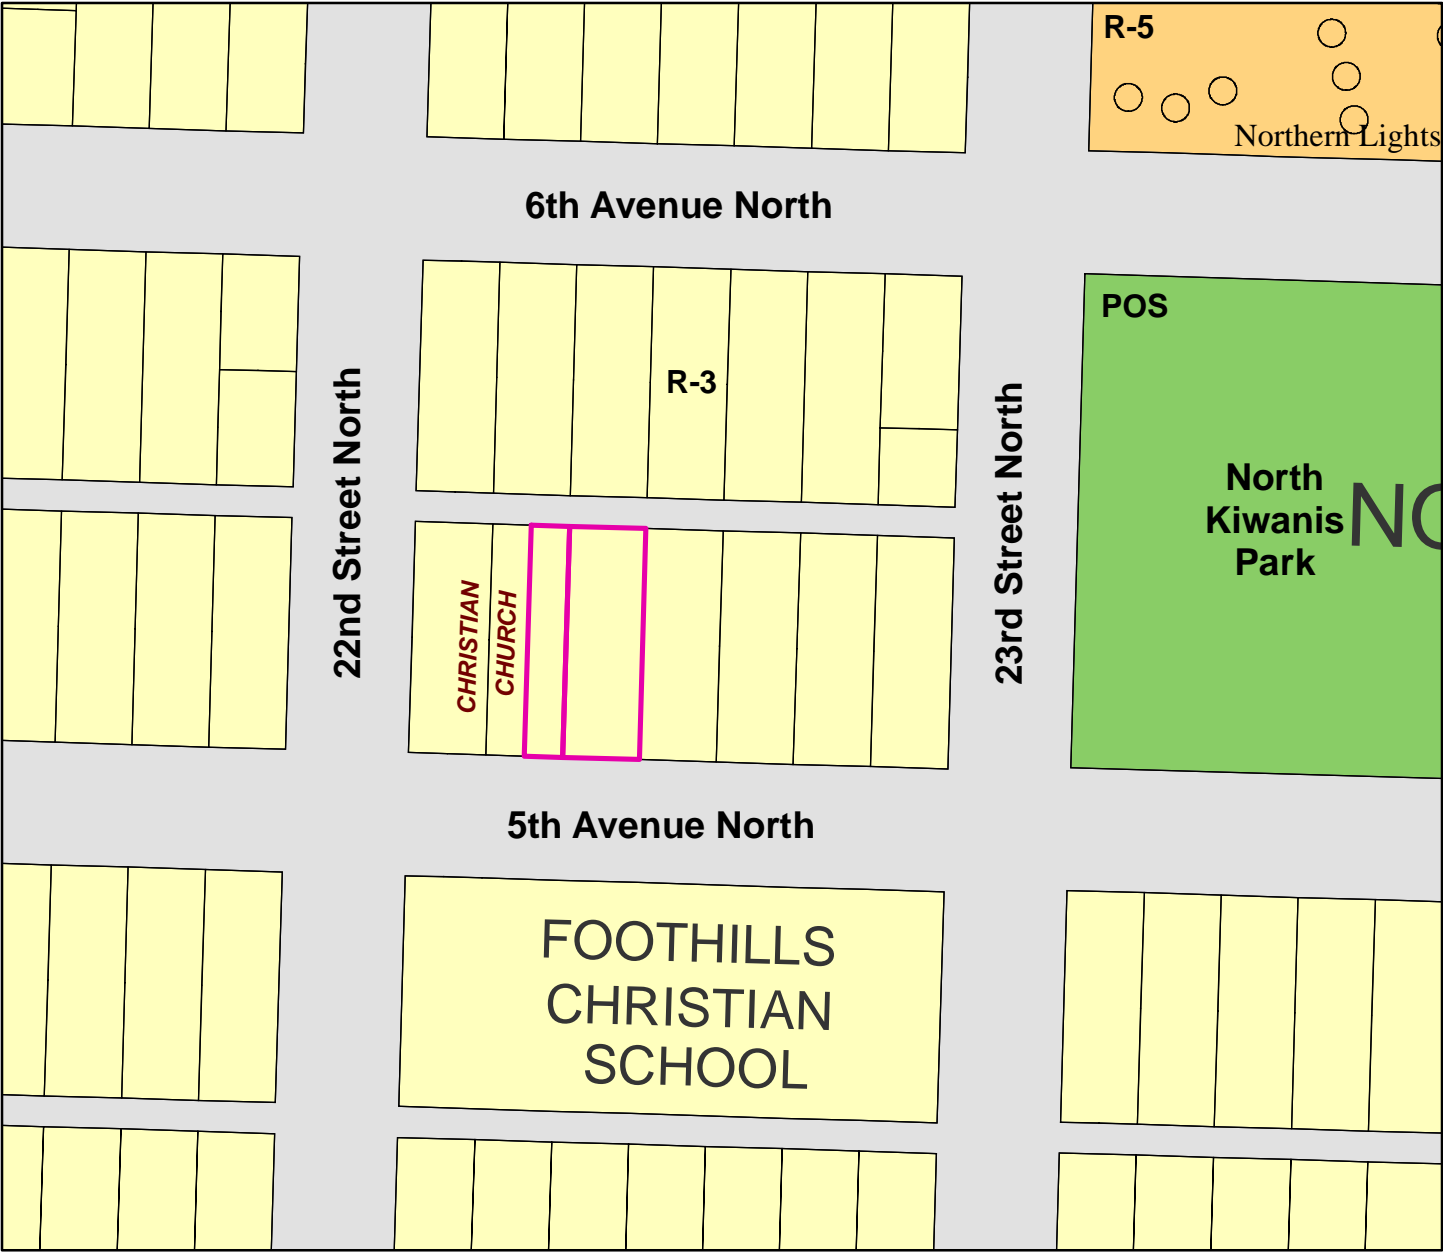 R-5
Northern Lights
6th Avenue North
POS
R-3
22nd Street North
23rd Street North
North
Kiwanis
Park
NO
CHRISTIAN
CHURCH
5th Avenue North
FOOTHILLS
CHRISTIAN
SCHOOL